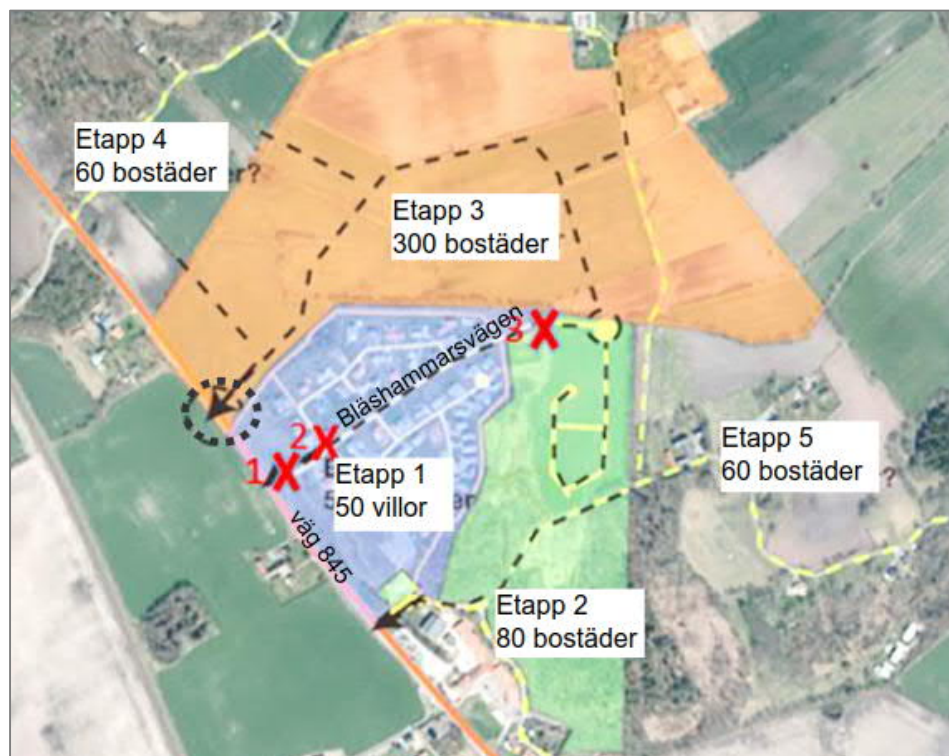 Etapp 4
60 bostäder
?
Etapp 3
300 bostäder
3
Bläshammarsvägen
2
1
Etapp 1
50 villor
väg 845
Etapp 5
60 bostäder
?
Etapp 2
80 bostäder